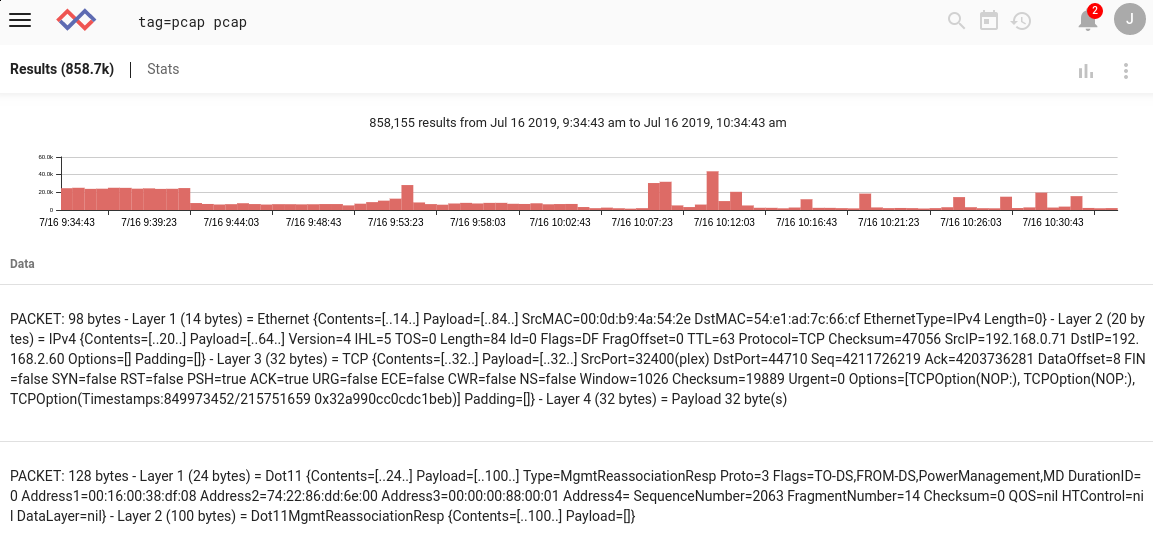 tag=pcap pcap
2
J
Results (858.7k)
Stats
858,155 results from Jul 16 2019, 9:34:43 am to Jul 16 2019, 10:34:43 am
60.0k
40.0k
20.0k
0
7/16 9:34:43 7/16 9:39:23 7/16 9:44:03 7/16 9:48:43 7/16 9:53:23 7/16 9:58:03 7/16 10:02:43 7/16 10:07:23 7/16 10:12:03 7/16 10:16:43 7/16 10:21:23 7/16 10:26:03 7/16 10:30:43
Data
PACKET: 98 bytes - Layer 1 (14 bytes) = Ethernet {Contents=[..14..] Payload=[..84..] SrcMAC=00:0d:b9:4a:54:2e DstMAC=54:e1:ad:7c:66:cf EthernetType=IPv4 Length=0} - Layer 2 (20 by
tes) = IPv4 {Contents=[..20..] Payload=[..64..] Version=4 IHL=5 TOS=0 Length=84 Id=0 Flags=DF FragOffset=0 TTL=63 Protocol=TCP Checksum=47056 SrcIP=192.168.0.71 DstIP=192.
168.2.60 Options=[] Padding=[]} - Layer 3 (32 bytes) = TCP {Contents=[..32..] Payload=[..32..] SrcPort=32400(plex) DstPort=44710 Seq=4211726219 Ack=4203736281 DataOffset=8 FIN
=false SYN=false RST=false PSH=true ACK=true URG=false ECE=false CWR=false NS=false Window=1026 Checksum=19889 Urgent=0 Options=[TCPOption(NOP:), TCPOption(NOP:),
TCPOption(Timestamps:849973452/215751659 0x32a990cc0cdc1beb)] Padding=[]} - Layer 4 (32 bytes) = Payload 32 byte(s)
PACKET: 128 bytes - Layer 1 (24 bytes) = Dot11 {Contents=[..24..] Payload=[..100..] Type=MgmtReassociationResp Proto=3 Flags=TO-DS,FROM-DS,PowerManagement,MD DurationID=
0 Address1=00:16:00:38:df:08 Address2=74:22:86:dd:6e:00 Address3=00:00:00:88:00:01 Address4= SequenceNumber=2063 FragmentNumber=14 Checksum=0 QOS=nil HTControl=ni
l DataLayer=nil} - Layer 2 (100 bytes) = Dot11MgmtReassociationResp {Contents=[..100..] Payload=[]}